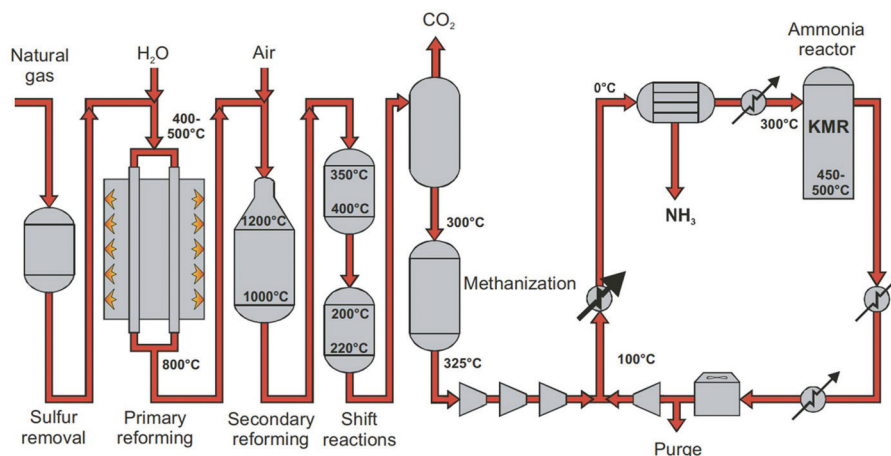 Natural
gas
H₂O
Air
CO₂
Ammonia
reactor
400-
500°C
0°C
300°C
KMR
450-
500°C
350°C
400°C
1200°C
1000°C
NH₃
300°C
Methanization
200°C
220°C
800°C
325°C
100°C
Sulfur
removal
Primary
reforming
Secondary
reforming
Shift
reactions
Purge